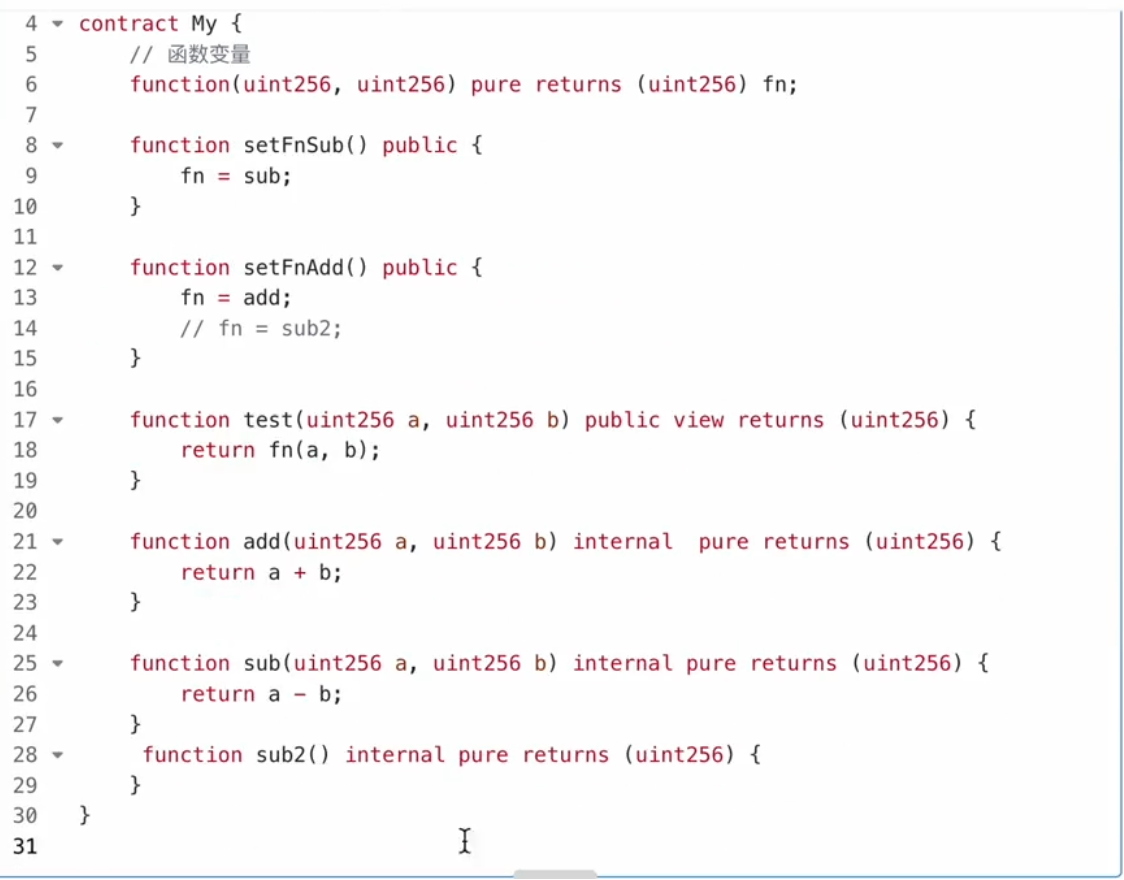 4 contract My {
5 // 函数变量
6 function(uint256, uint256) pure returns (uint256) fn;
7
8 function setFnSub() public {
9 fn = sub;
10 }
11
12 function setFnAdd() public {
13 fn = add;
14 // fn = sub2;
15 }
16
17 function test(uint256 a, uint256 b) public view returns (uint256) {
18 return fn(a, b);
19 }
20
21 function add(uint256 a, uint256 b) internal  pure returns (uint256) {
22 return a + b;
23 }
24
25 function sub(uint256 a, uint256 b) internal pure returns (uint256) {
26 return a - b;
27 }
28 function sub2() internal pure returns (uint256) {
29 }
30 }
31